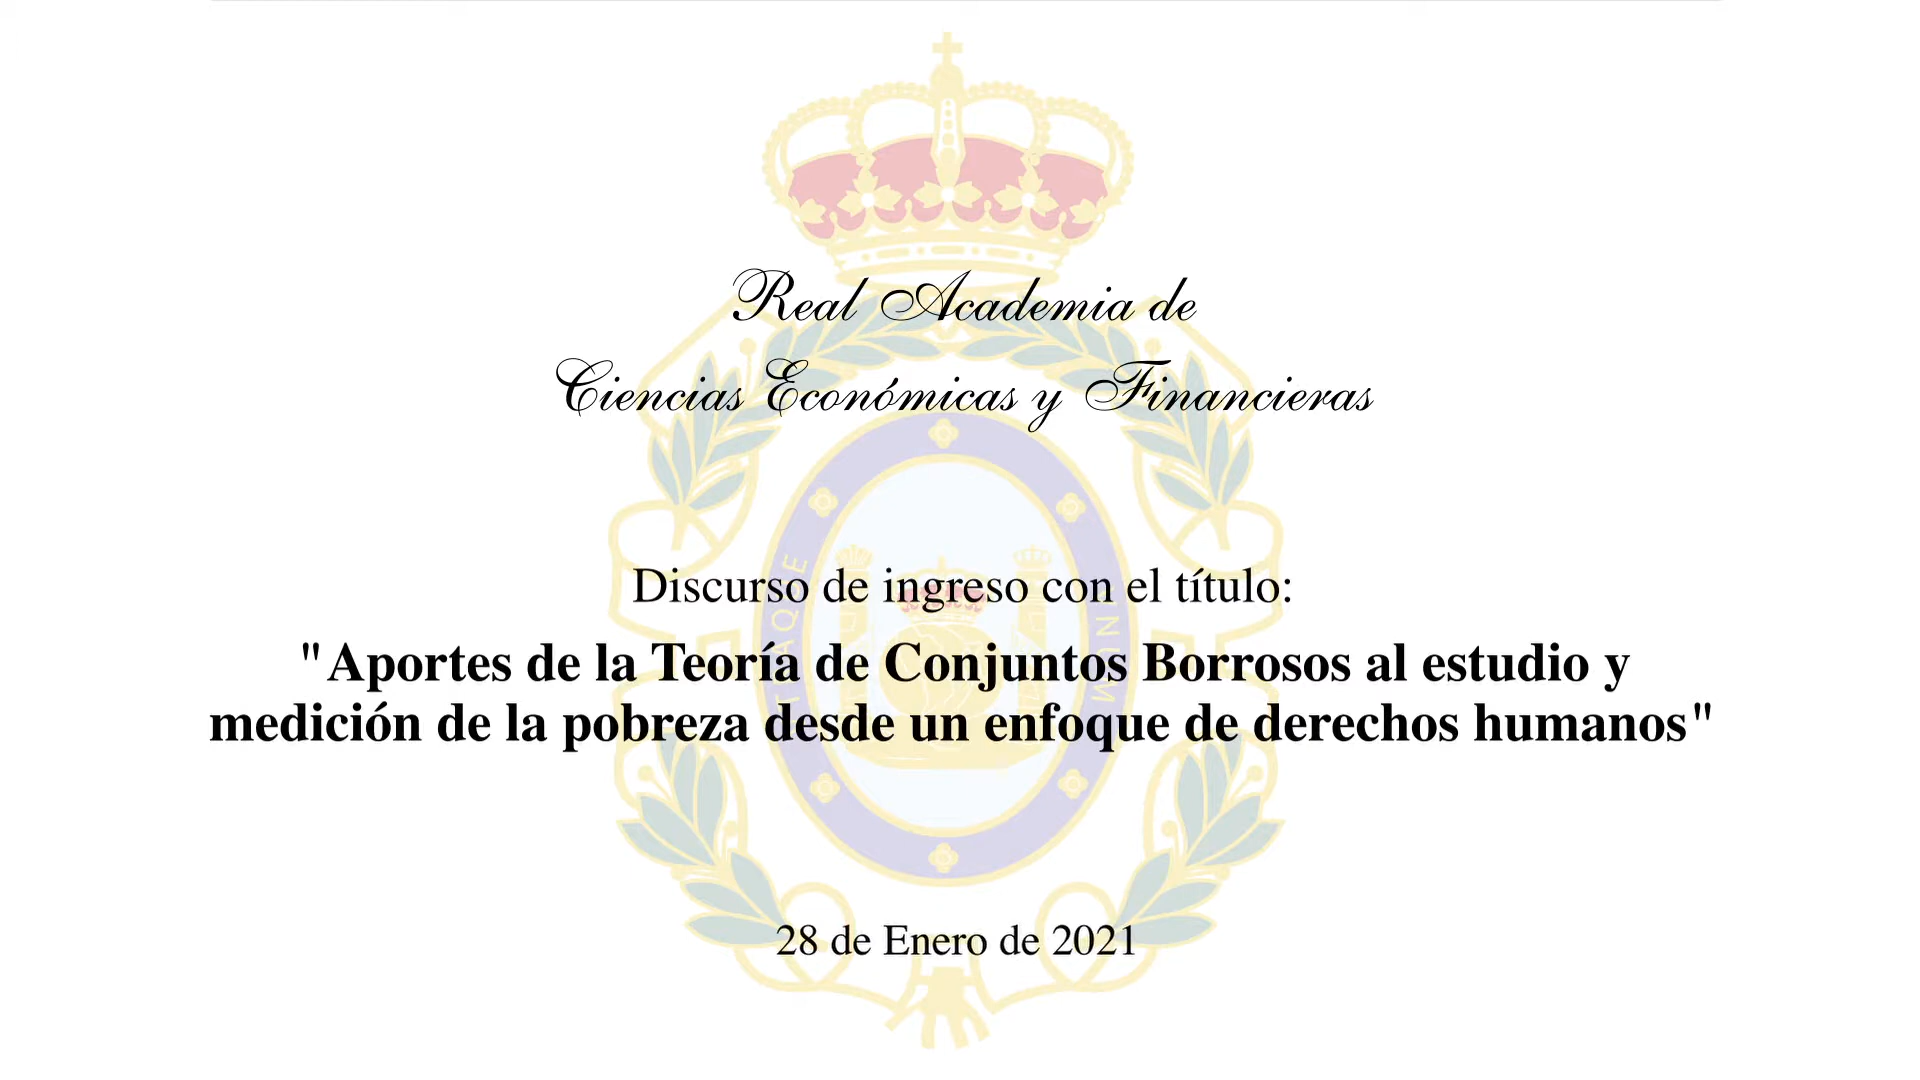 Real Academia de
Ciencias Económicas y Financieras
Discurso de ingreso con el título:
"Aportes de la Teoría de Conjuntos Borrosos al estudio y
medición de la pobreza desde un enfoque de derechos humanos"
28 de Enero de 2021